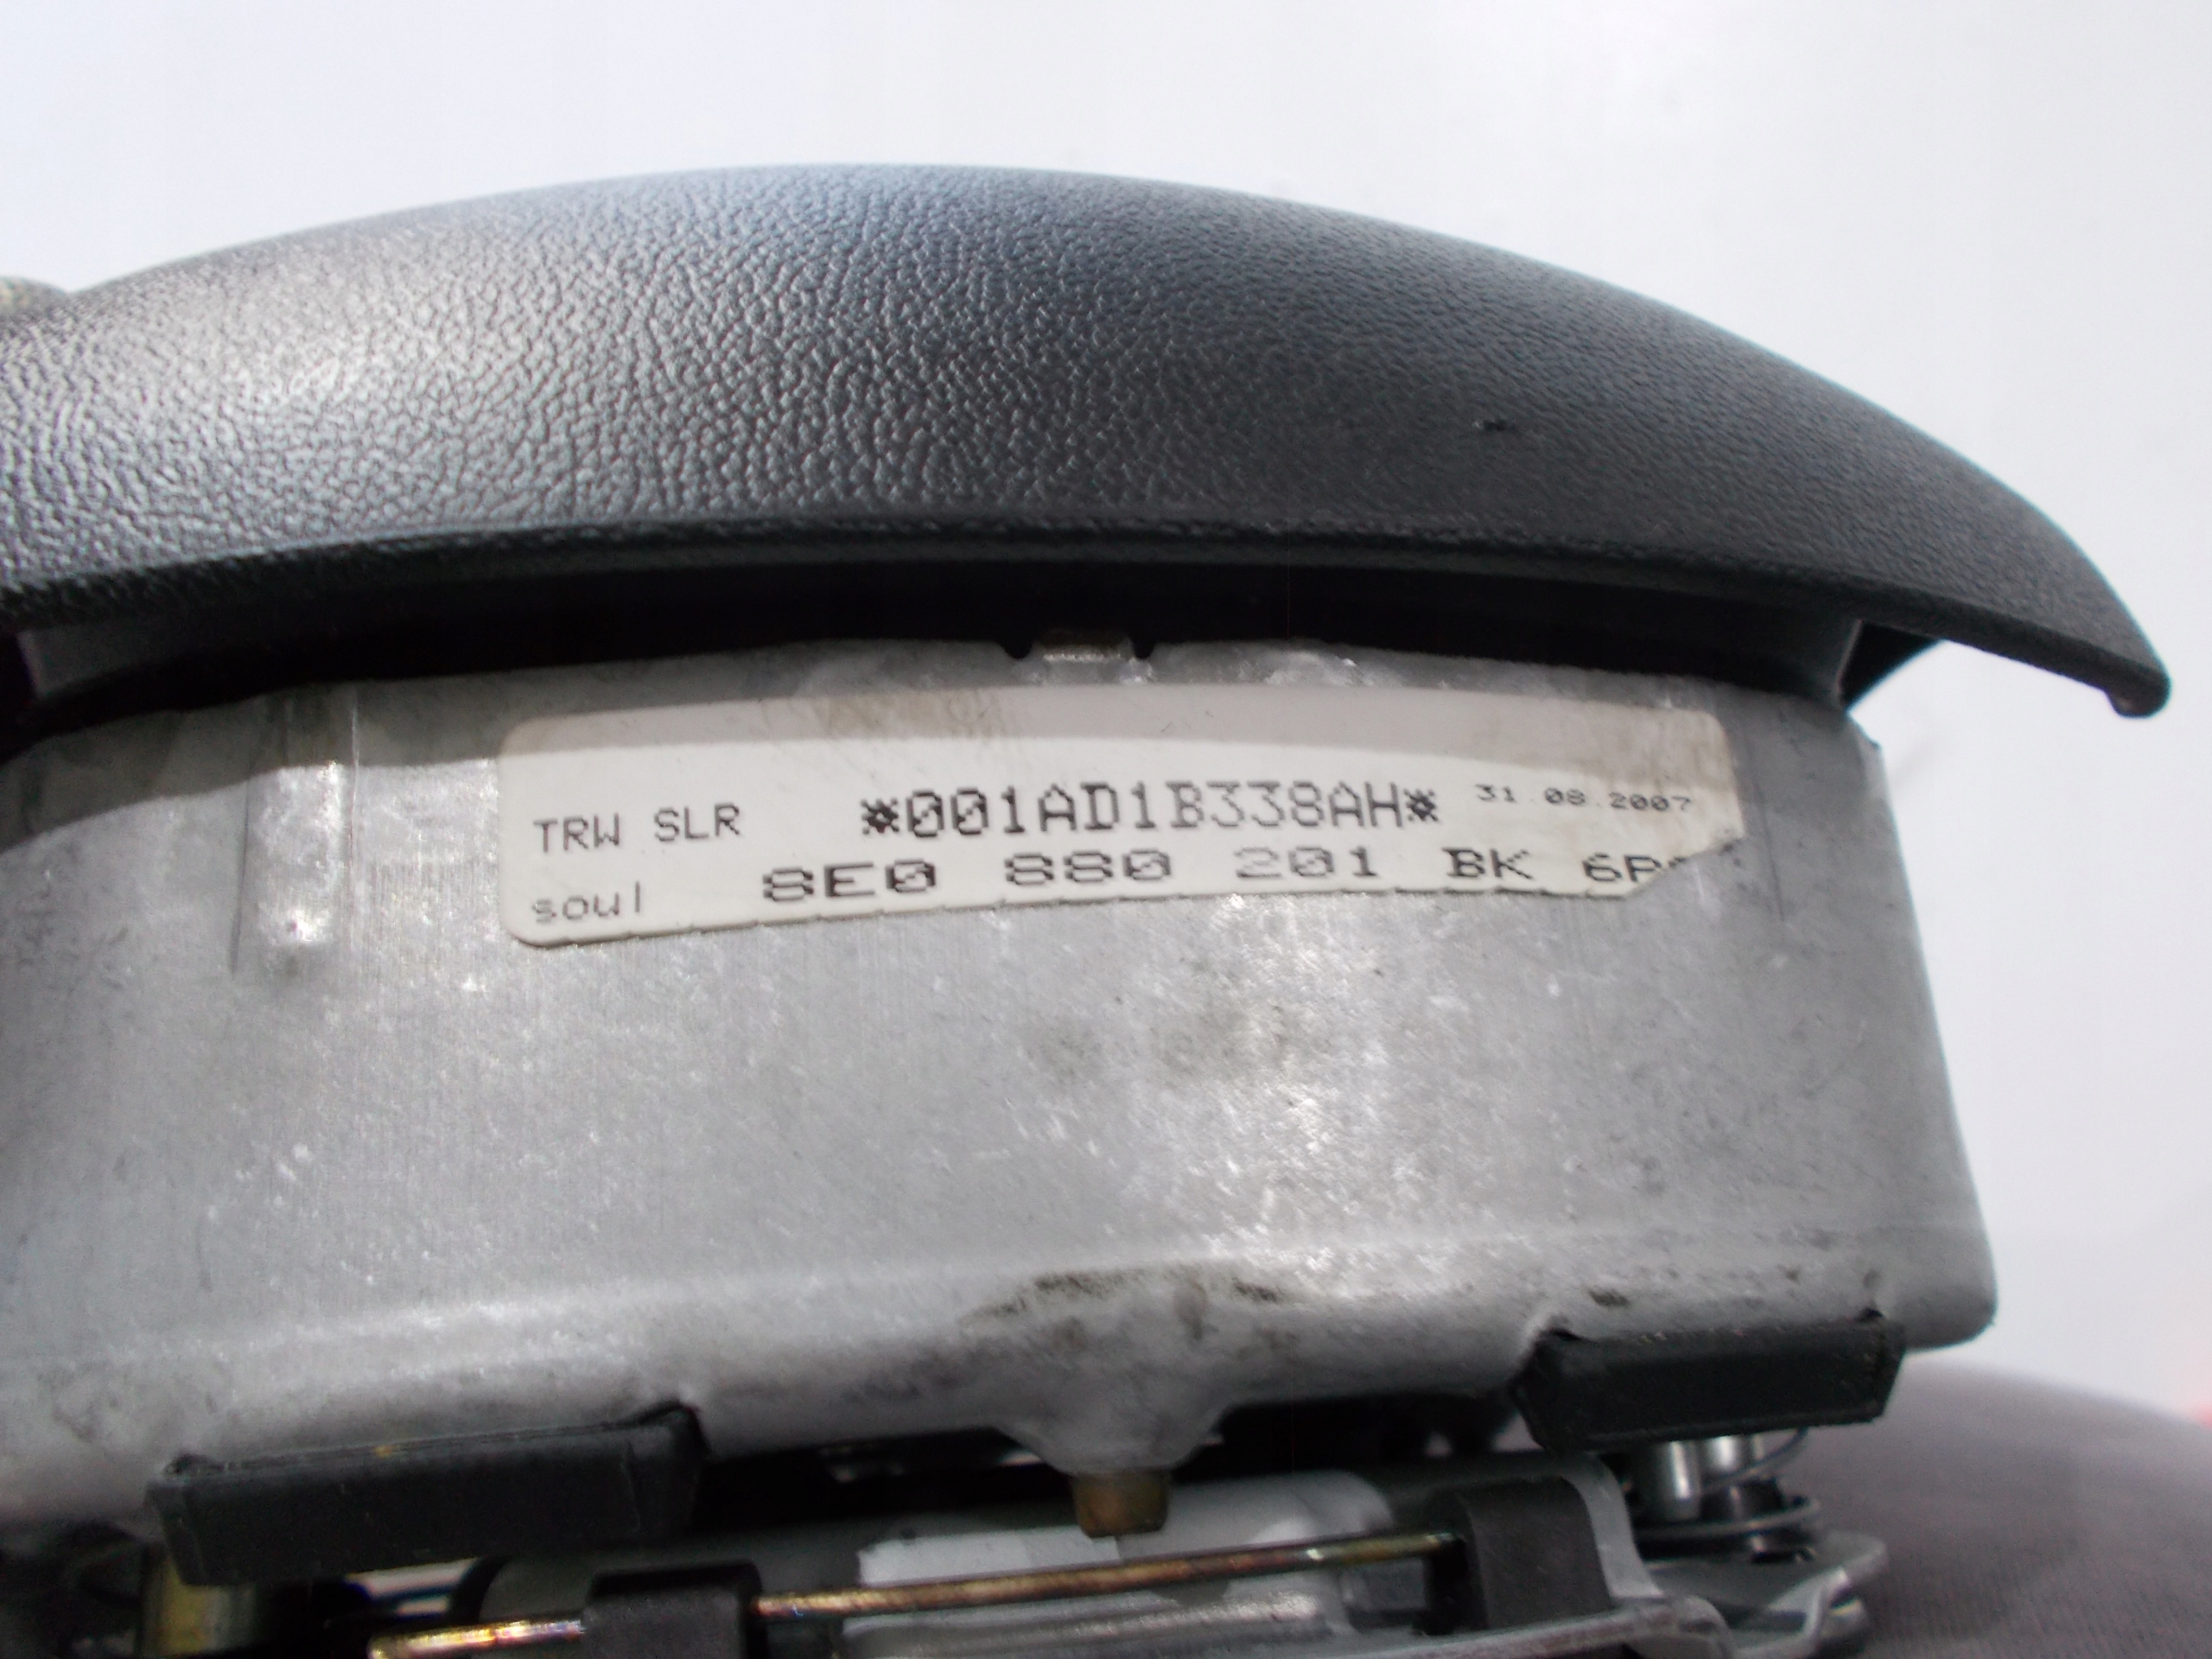 TRW SLR *001AD1B338AH* 31.08.2007
soul 8E0 880 201 BK